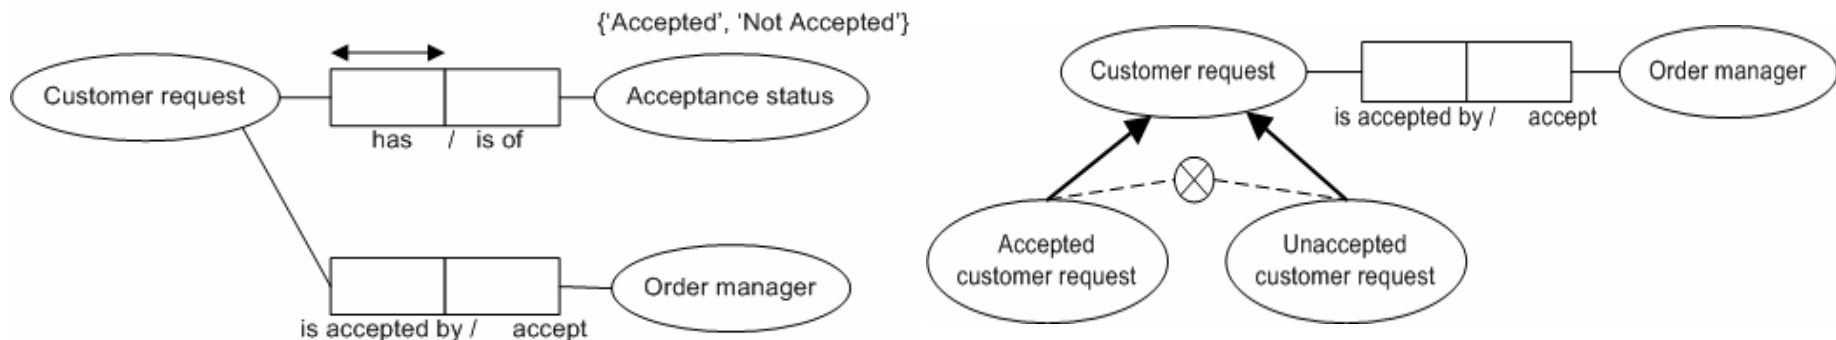 {'Accepted', 'Not Accepted'}
Customer request
Acceptance status
has / is of
Order manager
is accepted by / accept
Customer request
Order manager
is accepted by / accept
Accepted
customer request
Unaccepted
customer request